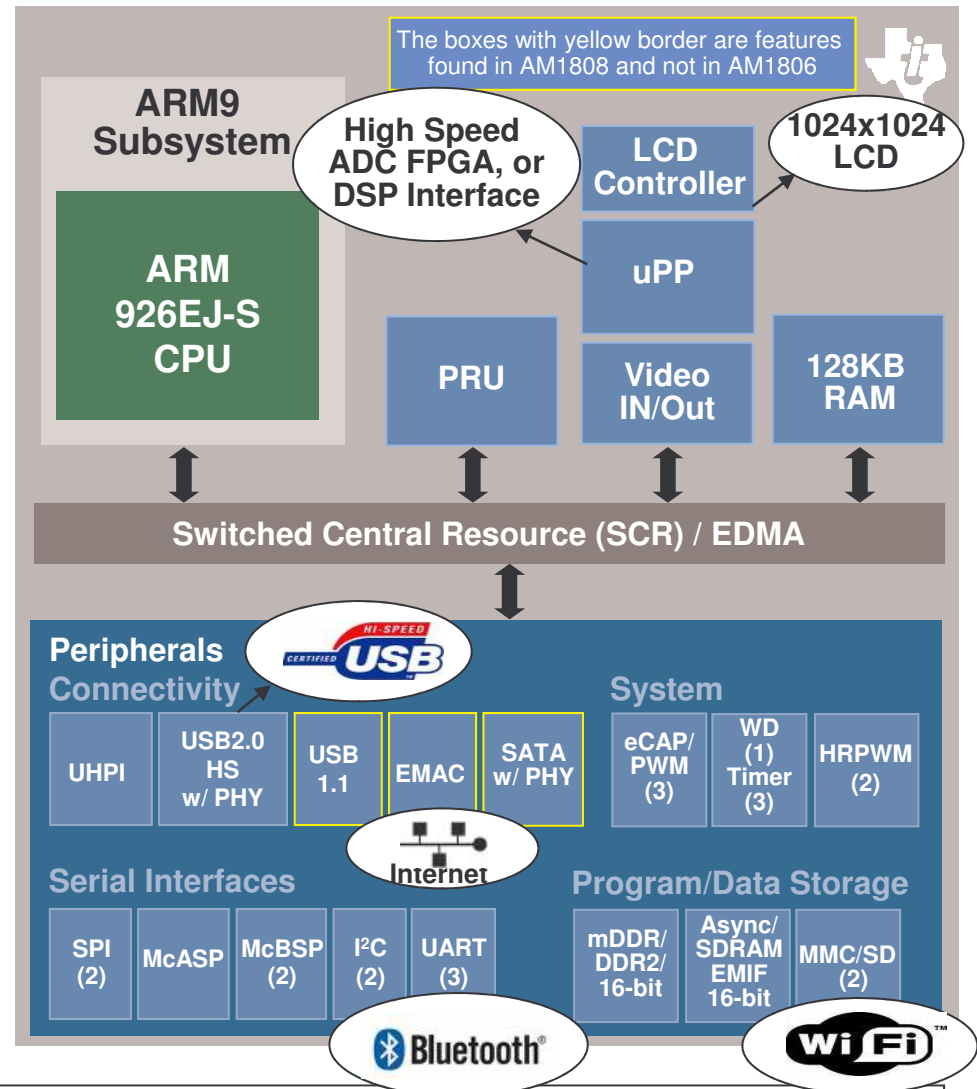 The boxes with yellow border are features
found in AM1808 and not in AM1806
ti
ARM9
Subsystem
ARM
926EJ-S
CPU
High Speed
ADC FPGA, or
DSP Interface
LCD
Controller
1024x1024
LCD
uPP
PRU
Video
IN/Out
128KB
RAM
Switched Central Resource (SCR) / EDMA
Peripherals
HI-SPEED
CERTIFIED
USB
TM
Connectivity
UHPI
USB2.0
HS
w/ PHY
USB
1.1
EMAC
SATA
w/ PHY
Internet
System
eCAP/
PWM
(3)
WD
(1)
Timer
(3)
HRPWM
(2)
Serial Interfaces
SPI
(2)
McASP
McBSP
(2)
I²C
(2)
UART
(3)
Bluetooth®
Program/Data Storage
mDDR/
DDR2/
16-bit
Async/
SDRAM
EMIF
16-bit
MMC/SD
(2)
Wi Fi™